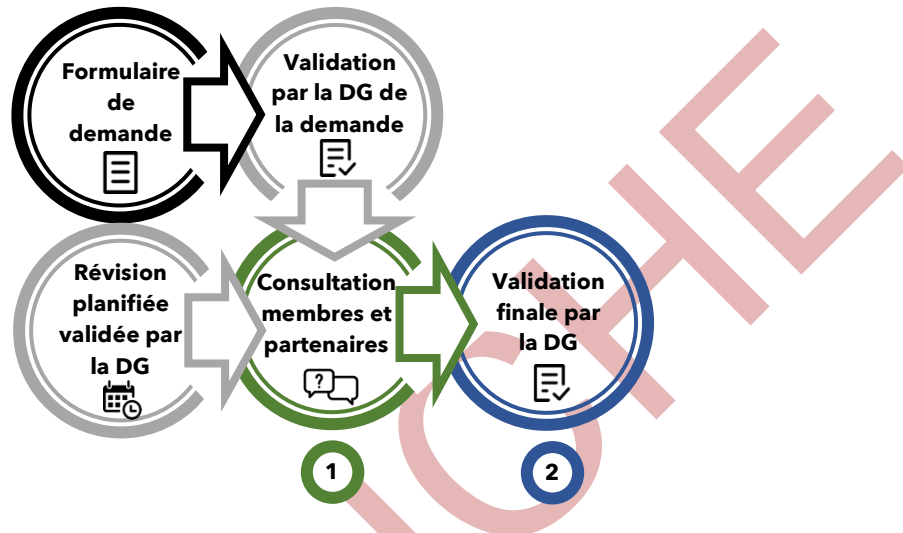 Formulaire
de
demande
Validation
par la DG de
la demande
Révision
planifiée
validée par
la DG
Consultation
membres et
partenaires
?
Validation
finale par
la DG
1
2
CHE